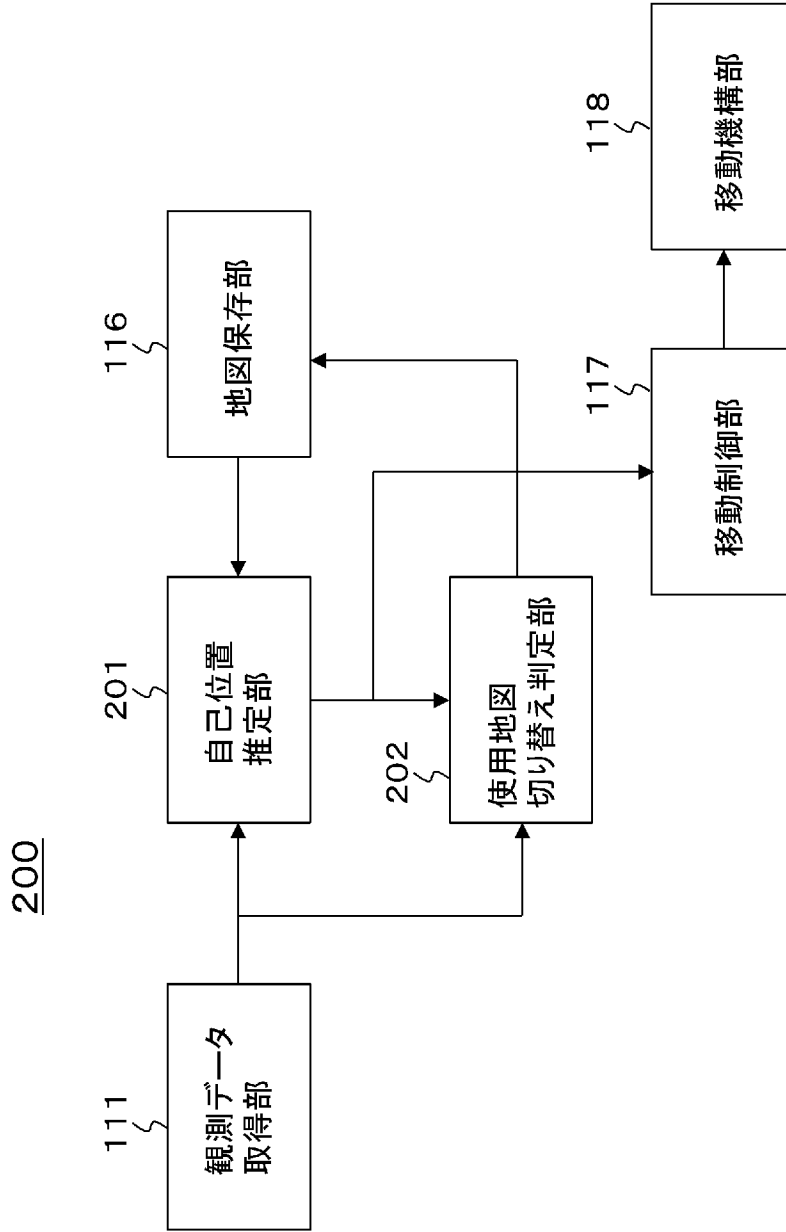 200
111
観測データ
取得部
201
自己位置
推定部
116
地図保存部
202
使用地図
切り替え判定部
117
移動制御部
118
移動機構部